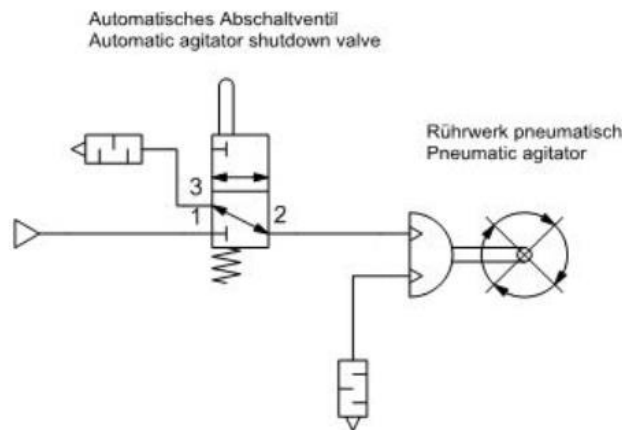 Automatisches Abschaltventil
Automatic agitator shutdown valve
Rührwerk pneumatisch
Pneumatic agitator
3
1
2